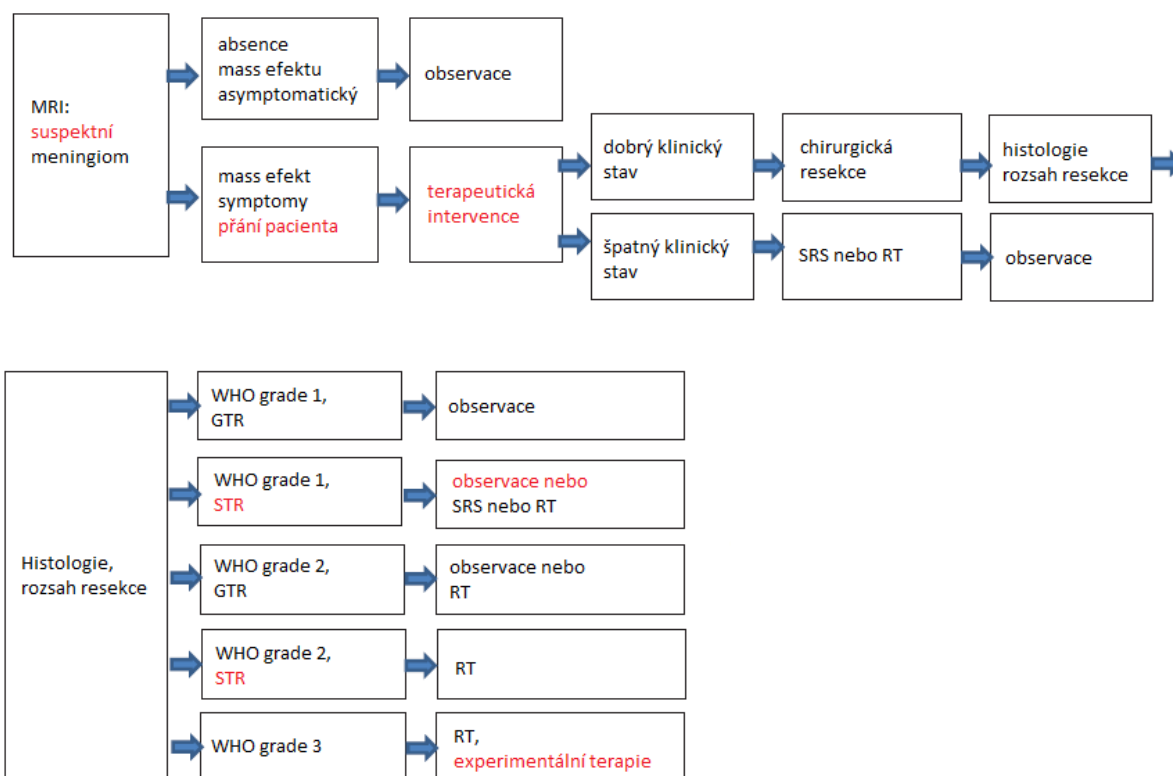 MRI:
suspektní
meningiom
absence
mass efektu
asymptomatický
observace
mass efekt
symptomy
přání pacienta
terapeutická
intervence
dobrý klinický
stav
chirurgická
resekce
histologie
rozsah resekce
špatný klinický
stav
SRS nebo RT
observace
Histologie,
rozsah resekce
WHO grade 1,
GTR
observace
WHO grade 1,
STR
observace nebo
SRS nebo RT
WHO grade 2,
GTR
observace nebo
RT
WHO grade 2,
STR
RT
WHO grade 3
RT,
experimentální terapie